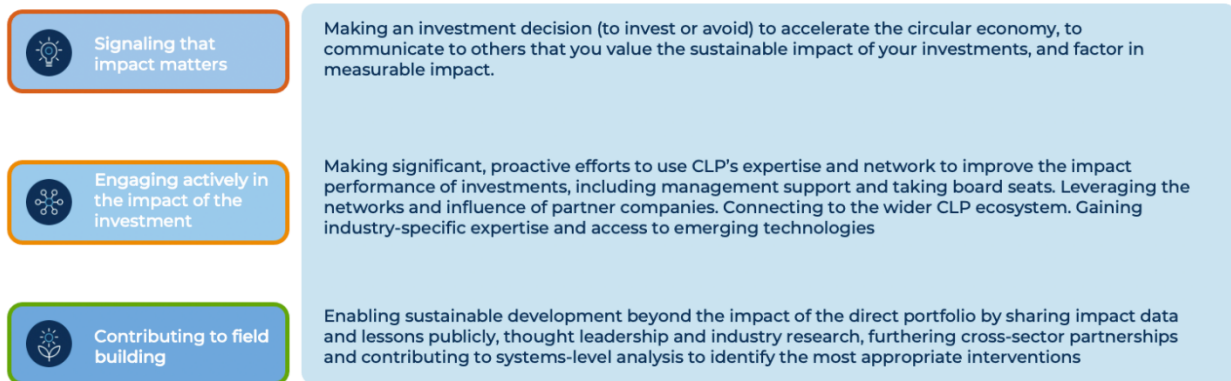 Signaling that
impact matters
Making an investment decision (to invest or avoid) to accelerate the circular economy, to
communicate to others that you value the sustainable impact of your investments, and factor in
measurable impact.
Engaging actively in
the impact of the
investment
Making significant, proactive efforts to use CLP's expertise and network to improve the impact
performance of investments, including management support and taking board seats. Leveraging the
networks and influence of partner companies. Connecting to the wider CLP ecosystem. Gaining
industry-specific expertise and access to emerging technologies
Contributing to field
building
Enabling sustainable development beyond the impact of the direct portfolio by sharing impact data
and lessons publicly, thought leadership and industry research, furthering cross-sector partnerships
and contributing to systems-level analysis to identify the most appropriate interventions